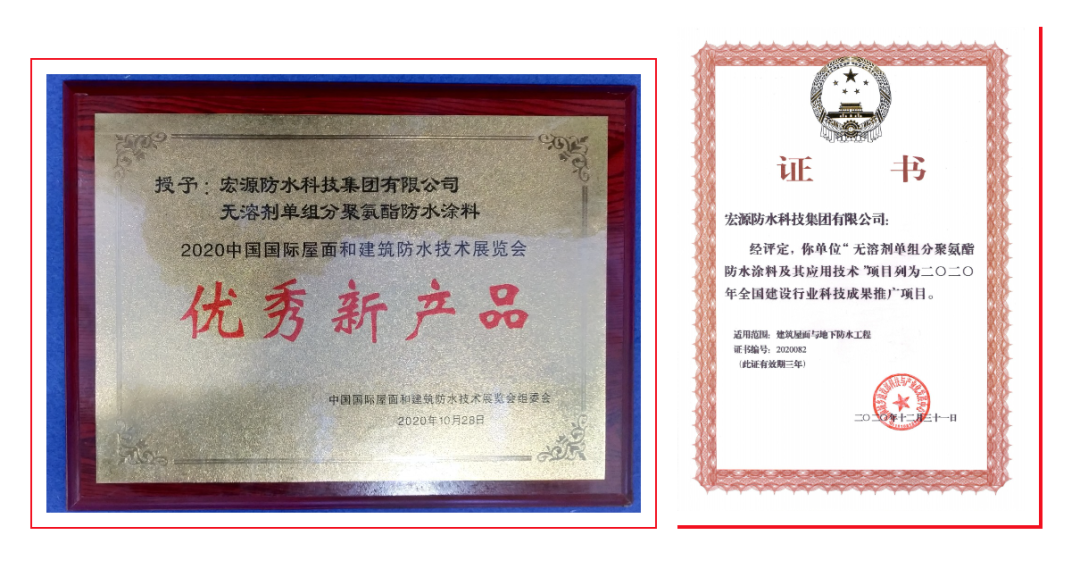 授予：宏源防水科技集团有限公司
无溶剂单组分聚氨酯防水涂料
2020中国国际屋面和建筑防水技术展览会
优秀新产品
中国国际屋面和建筑防水技术展览会组委会
2020年10月28日
证 书
宏源防水科技集团有限公司:
经评定，你单位“无溶剂单组分聚氨酯
防水涂料及其应用技术”项目列为二〇二〇
年全国建设行业科技成果推广项目。
适用范围: 建筑屋面与地下防水工程
证书编号: 2020082
（此证有效期三年）
二〇二〇年十二月三十一日